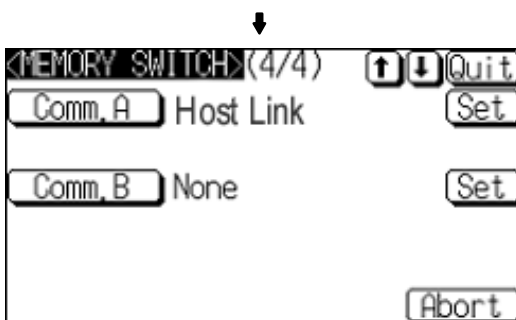 <MEMORY SWITCH>(4/4) Quit
Comm.A Host Link Set
Comm.B None Set
Abort